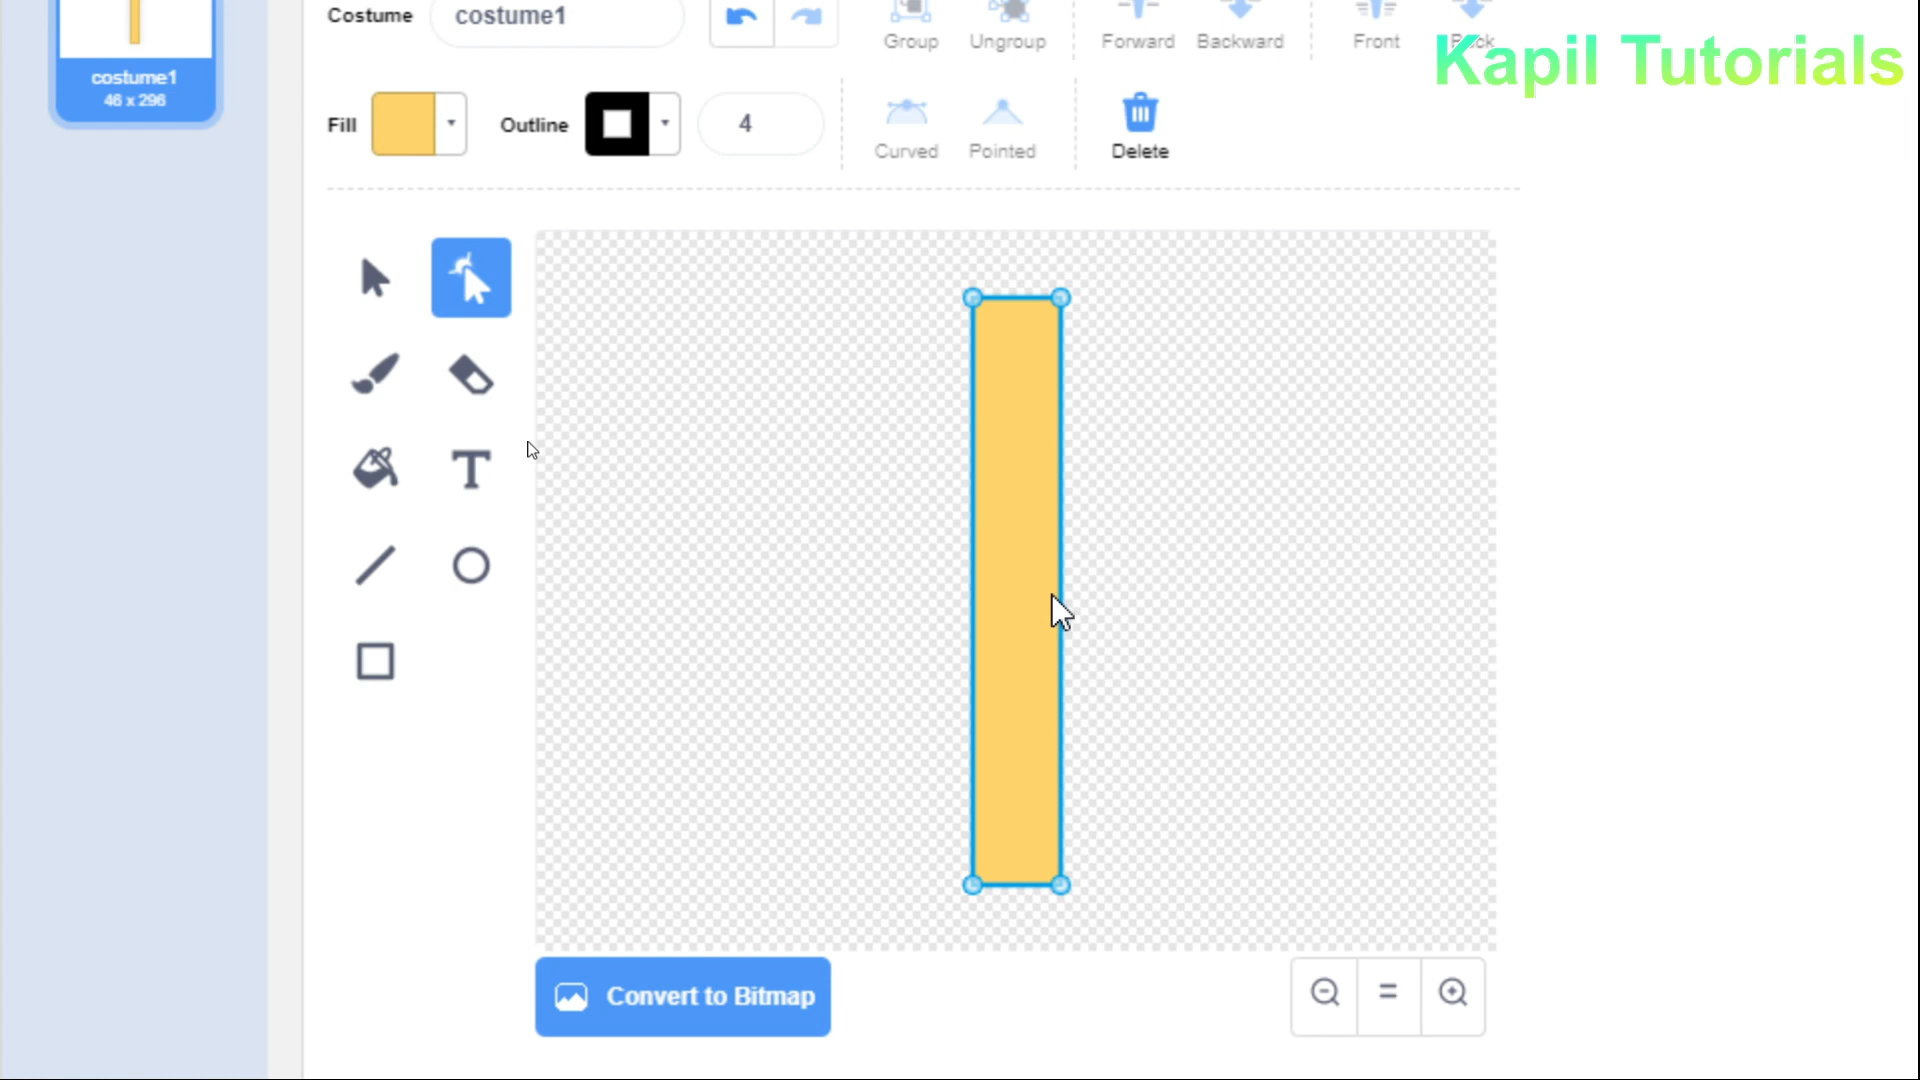 Costume costume1
Group Ungroup Forward Backward Front Back
Kapil Tutorials
costume1
46 x 296
Fill Outline 4
Curved Pointed Delete
Convert to Bitmap